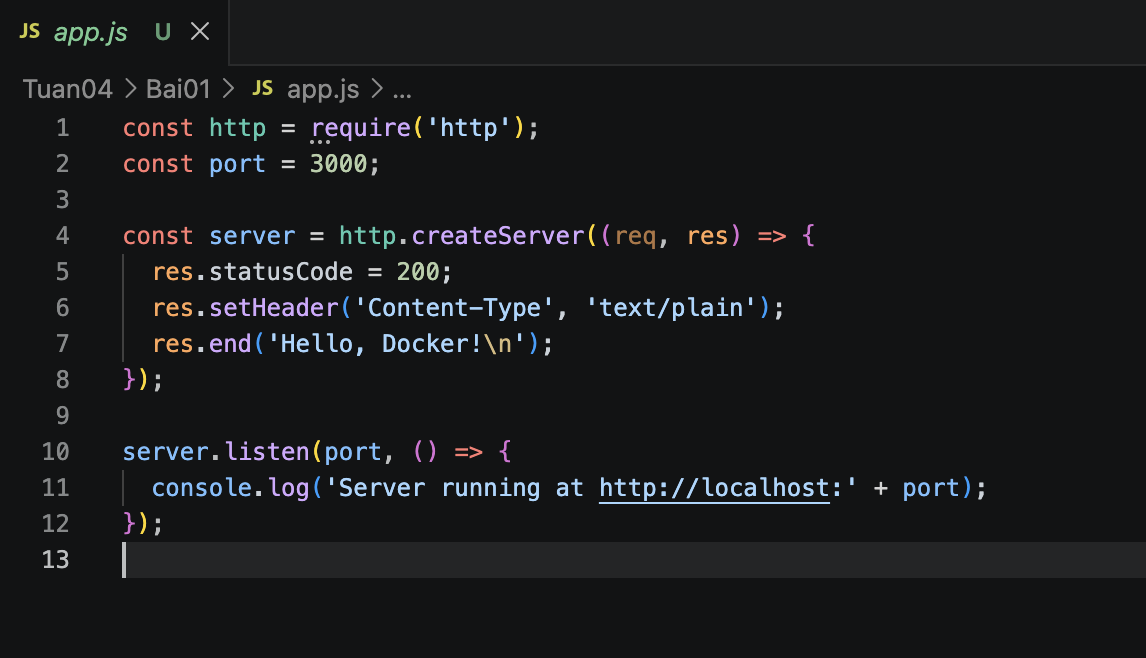 JS app.js U
Tuan04 > Bai01 > JS app.js > ...
1 const http = require('http');
2 const port = 3000;
3
4 const server = http.createServer((req, res) => {
5   res.statusCode = 200;
6   res.setHeader('Content-Type', 'text/plain');
7   res.end('Hello, Docker!\n');
8 });
9
10 server.listen(port, () => {
11   console.log('Server running at http://localhost:' + port);
12 });
13